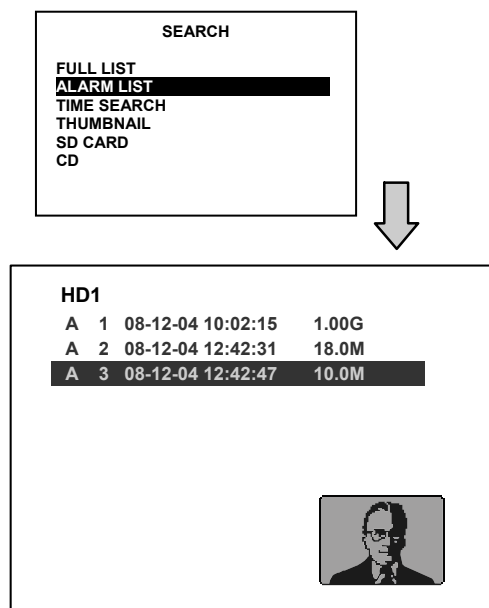 SEARCH
FULL LIST
ALARM LIST
TIME SEARCH
THUMBNAIL
SD CARD
CD
HD1
A 1 08-12-04 10:02:15 1.00G
A 2 08-12-04 12:42:31 18.0M
A 3 08-12-04 12:42:47 10.0M